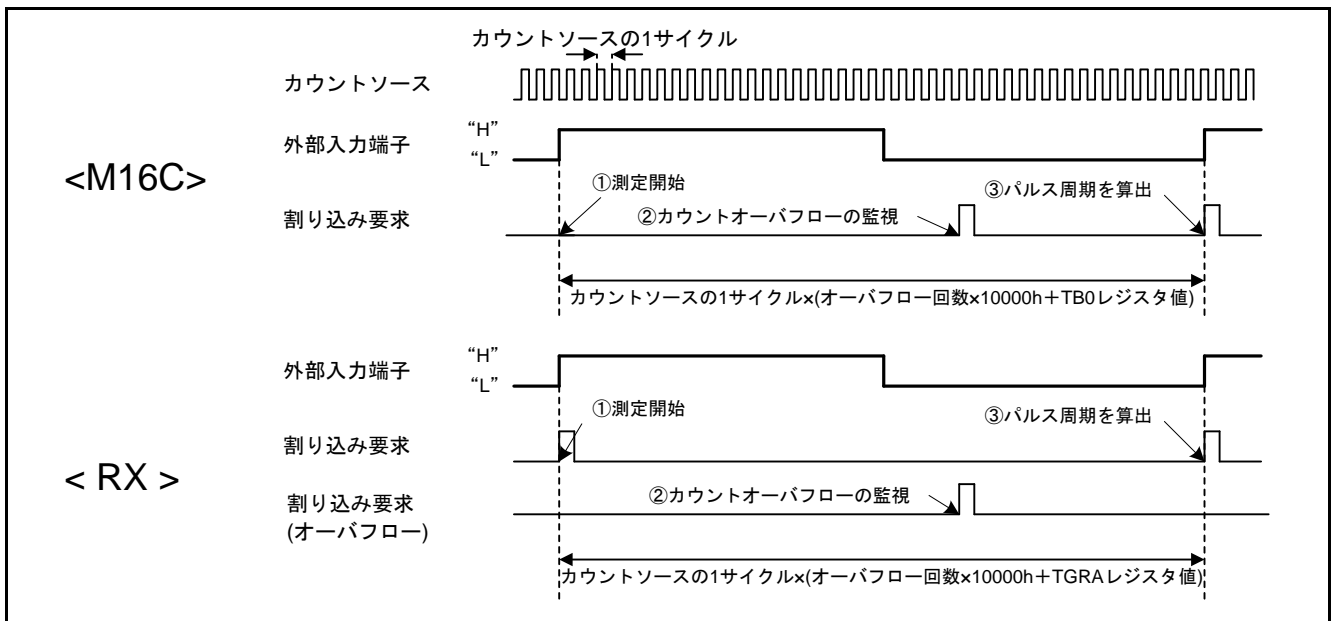 カウントソースの1サイクル
カウントソース
<M16C>
外部入力端子
“H”
“L”
①測定開始
③パルス周期を算出
割り込み要求
②カウントオーバフローの監視
カウントソースの1サイクル×(オーバフロー回数×10000h＋TB0レジスタ値)
< RX >
外部入力端子
“H”
“L”
①測定開始
③パルス周期を算出
割り込み要求
②カウントオーバフローの監視
割り込み要求
(オーバフロー)
カウントソースの1サイクル×(オーバフロー回数×10000h＋TGRAレジスタ値)